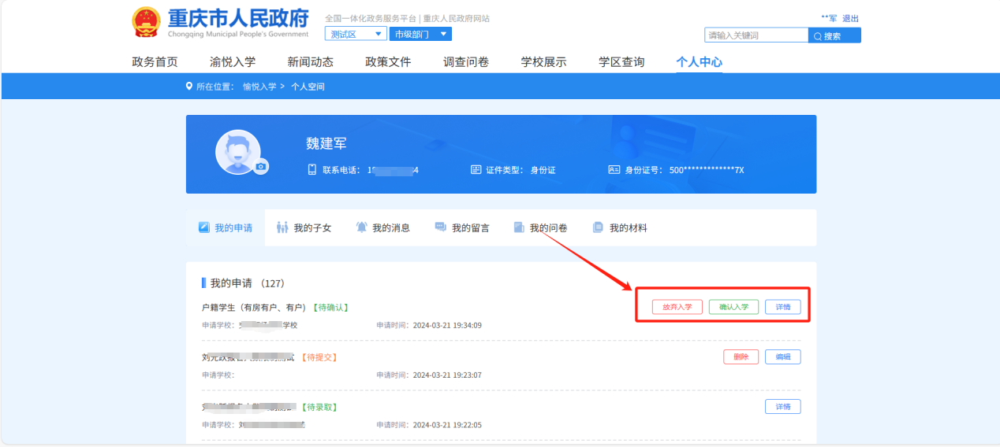 重庆市人民政府
Chongqing Municipal People's Government
全国一体化政务服务平台 | 重庆人民政府网站
测试区 市级部门
**军 退出
请输入关键词 搜索
政务首页 渝悦入学 新闻动态 政策文件 调查问卷 学校展示 学区查询 个人中心
所在位置： 愉悦入学 > 个人空间
魏建军
联系电话： 1 4 证件类型： 身份证 身份证号： 500*************7X
我的申请 我的子女 我的消息 我的留言 我的问卷 我的材料
我的申请 （127）
户籍学生（有房有户、有户) 【待确认】 放弃入学 确认入学 详情
申请学校： 学校 申请时间：2024-03-21 19:34:09
【待提交】 删除 编辑
申请学校： 申请时间：2024-03-21 19:23:07
【待录取】 详情
申请学校： 申请时间：2024-03-21 19:22:05